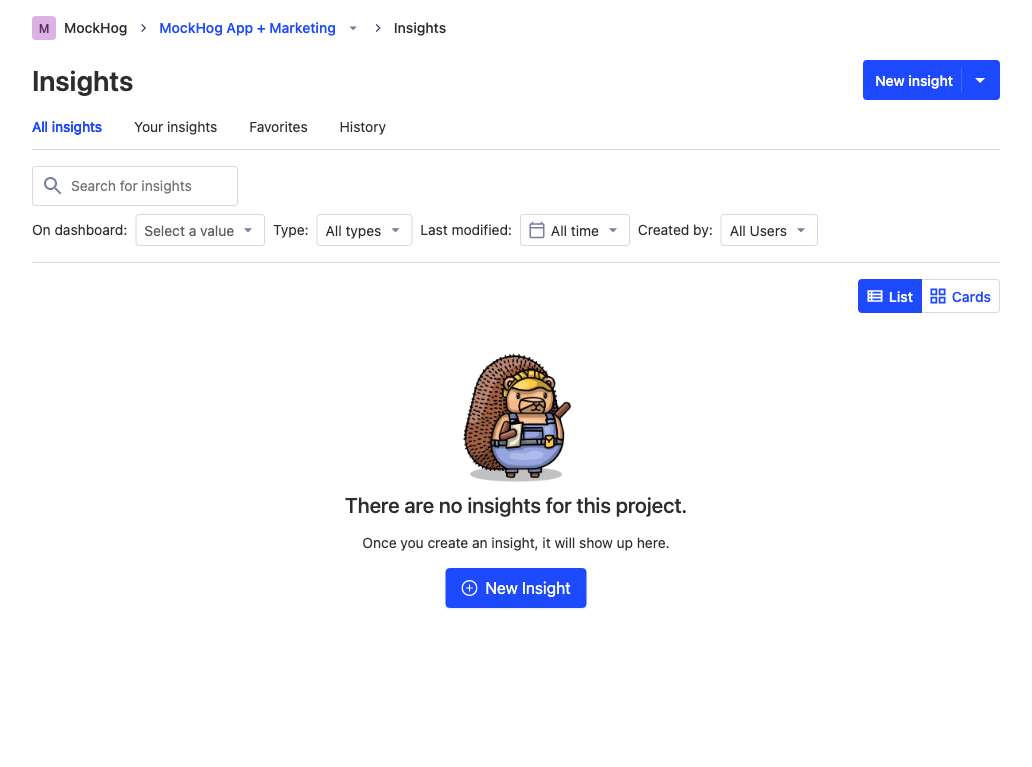 M MockHog MockHog App + Marketing Insights
Insights
New insight
All insights Your insights Favorites History
Search for insights
On dashboard: Select a value Type: All types Last modified: All time Created by: All Users
List Cards
There are no insights for this project.
Once you create an insight, it will show up here.
New Insight